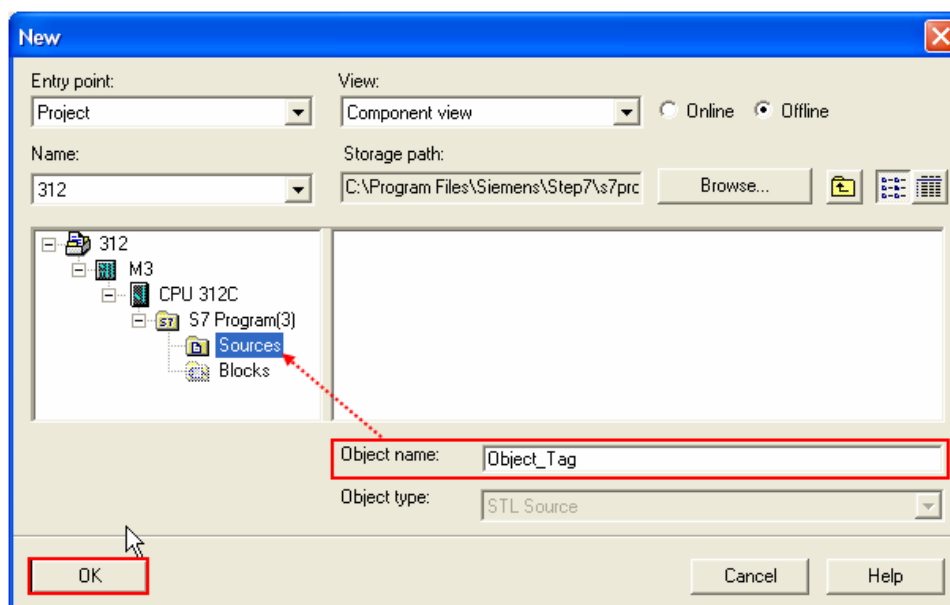 New
Entry point:
View:
Project
Component view
Online
Offline
Name:
Storage path:
312
C:\Program Files\Siemens\Step7\s7prc
Browse...
312
M3
CPU 312C
S7 Program(3)
Sources
Blocks
Object name:
Object_Tag
Object type:
STL Source
OK
Cancel
Help